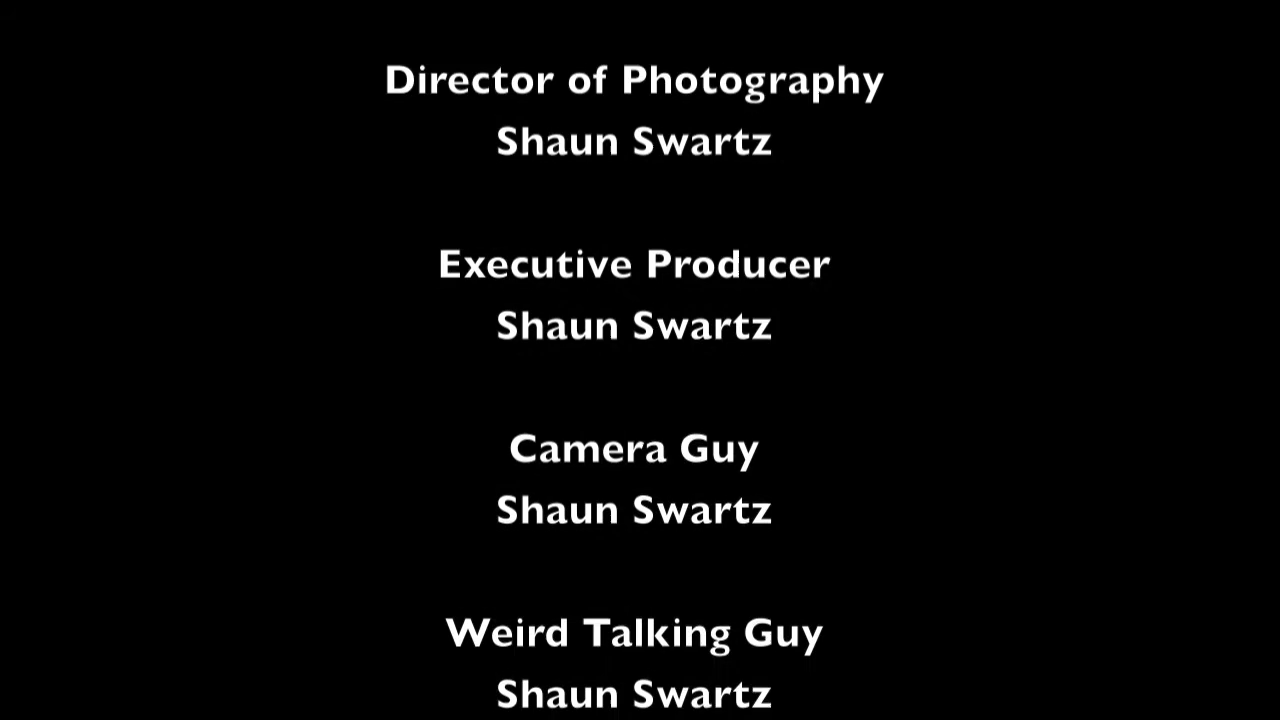 Director of Photography
Shaun Swartz
Executive Producer
Shaun Swartz
Camera Guy
Shaun Swartz
Weird Talking Guy
Shaun Swartz